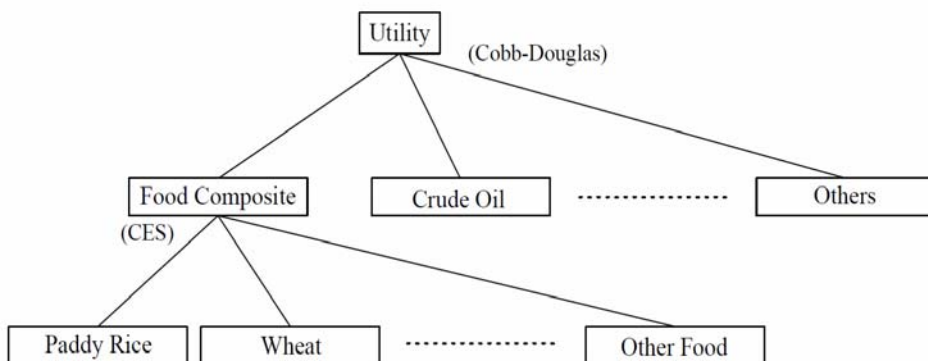 Utility
(Cobb-Douglas)
Food Composite
Crude Oil
Others
(CES)
Paddy Rice
Wheat
Other Food